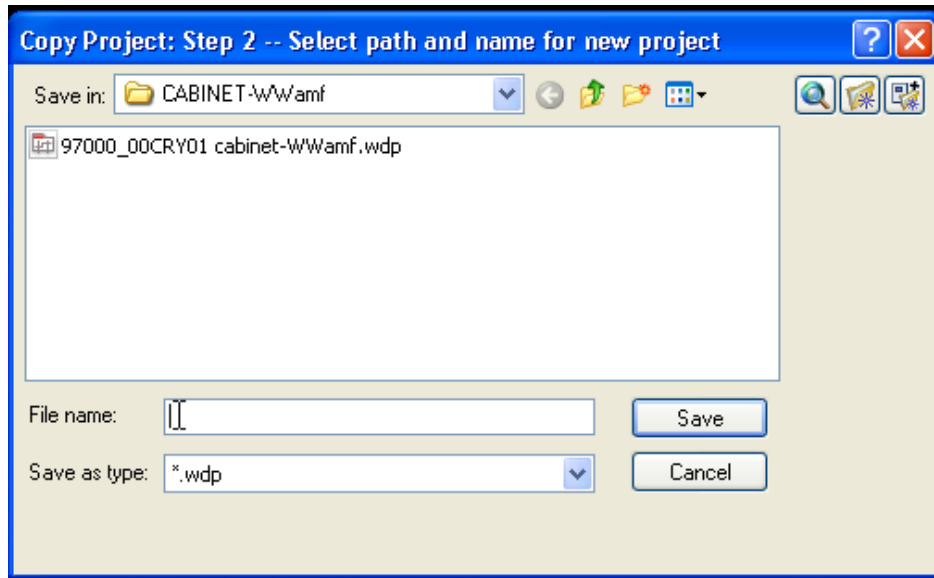 Copy Project: Step 2 -- Select path and name for new project
Save in: CABINET-WWamf
97000_00CRY01 cabinet-WWamf.wdp
File name:
Save
Save as type: *.wdp
Cancel